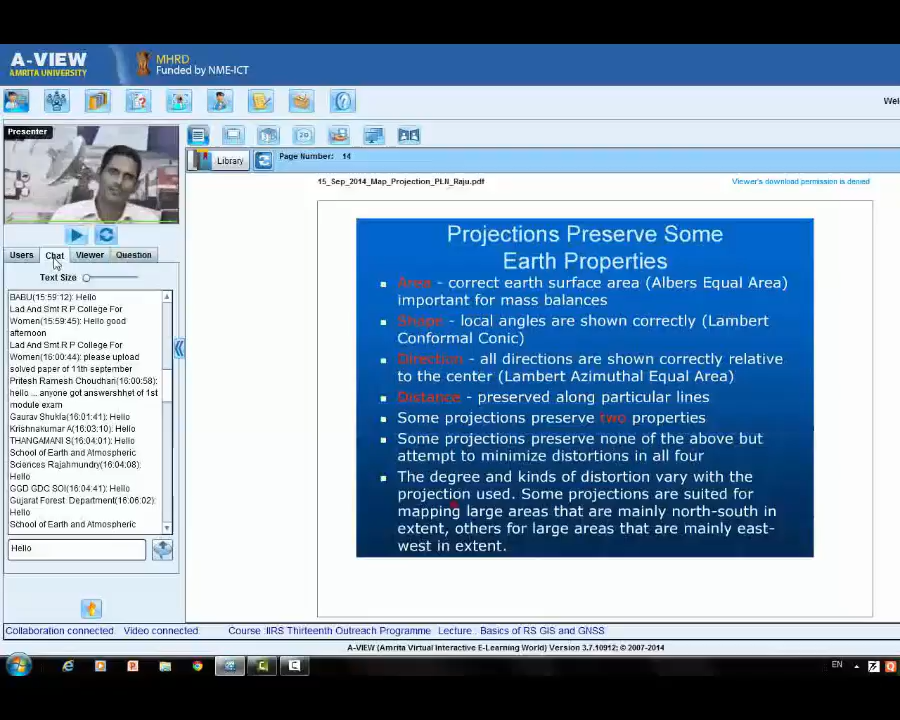 A-VIEW
AMRITA UNIVERSITY
MHRD
Funded by NME-ICT
Wel
Presenter
Library
Page Number: 14
15_Sep_2014_Map_Projection_PLN_Raju.pdf
Viewer's download permission is denied
Users Chat Viewer Question
Text Size
BABU(15:59:12): Hello
Lad And Smt R P College For
Women(15:59:45): Hello good
afternoon
Lad And Smt R P College For
Women(16:00:44): please upload
solved paper of 11th september
Pritesh Ramesh Choudhari(16:00:58):
hello ... anyone got answershhet of 1st
module exam
Gaurav Shukla(16:01:41): Hello
Krishnakumar A(16:03:10): Hello
THANGAMANI S(16:04:01): Hello
School of Earth and Atmospheric
Sciences Rajahmundry(16:04:08):
Hello
GGD GDC SOI(16:04:41): Hello
Gujarat Forest Department(16:06:02):
Hello
School of Earth and Atmospheric
Hello
Projections Preserve Some
Earth Properties
Area - correct earth surface area (Albers Equal Area)
important for mass balances
Shape - local angles are shown correctly (Lambert
Conformal Conic)
Direction - all directions are shown correctly relative
to the center (Lambert Azimuthal Equal Area)
Distance - preserved along particular lines
Some projections preserve two properties
Some projections preserve none of the above but
attempt to minimize distortions in all four
The degree and kinds of distortion vary with the
projection used. Some projections are suited for
mapping large areas that are mainly north-south in
extent, others for large areas that are mainly east-
west in extent.
Collaboration connected Video connected Course :IIRS Thirteenth Outreach Programme Lecture : Basics of RS GIS and GNSS
A-VIEW (Amrita Virtual Interactive E-Learning World) Version 3.7.10912; © 2007-2014
EN